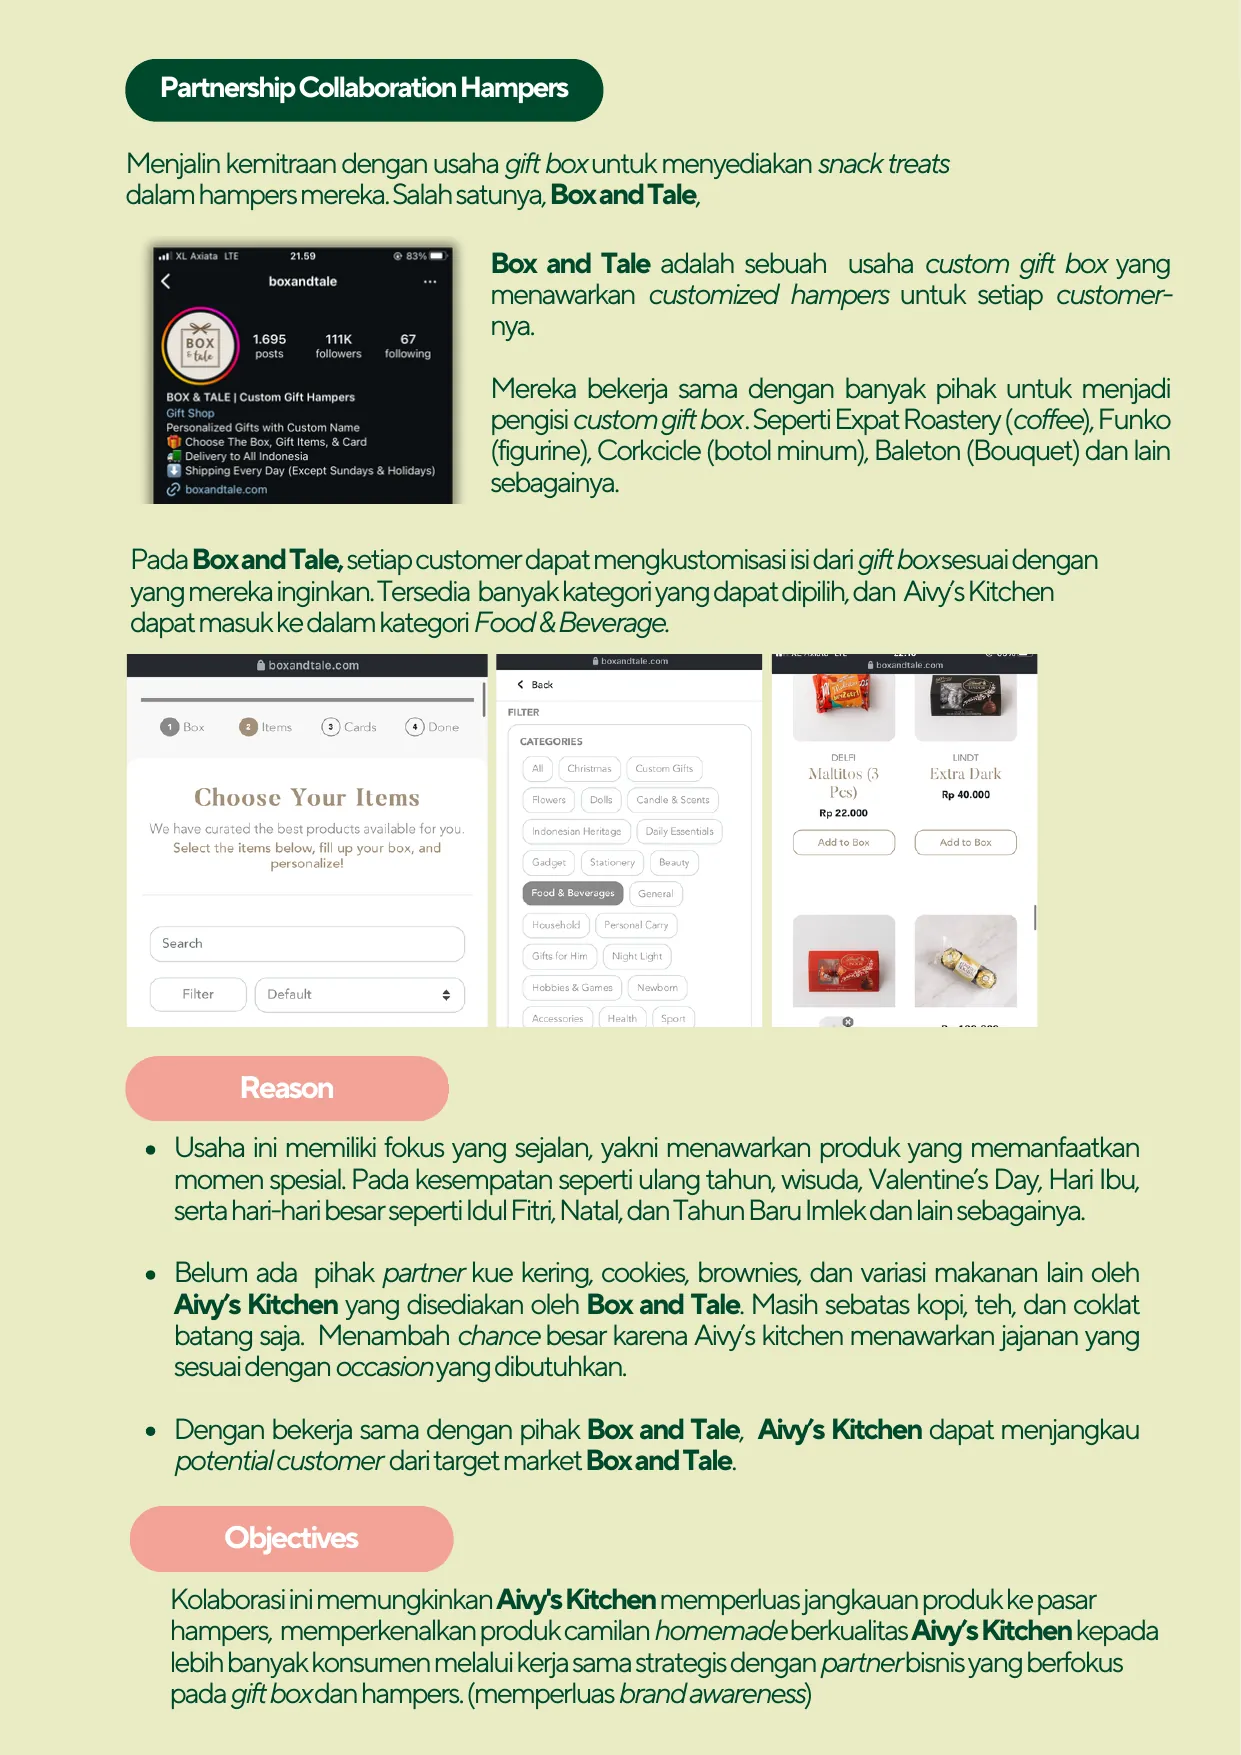 Partnership Collaboration Hampers
Menjalin kemitraan dengan usaha gift box untuk menyediakan snack treats
dalam hampers mereka. Salah satunya, Box and Tale,
XL Axiata LTE 21.59 83%
boxandtale
BOX & tale
1.695 111K 67
posts followers following
BOX & TALE | Custom Gift Hampers
Gift Shop
Personalized Gifts with Custom Name
🎁 Choose The Box, Gift Items, & Card
🚚 Delivery to All Indonesia
⬇️ Shipping Every Day (Except Sundays & Holidays)
boxandtale.com
Box and Tale adalah sebuah usaha custom gift box yang
menawarkan customized hampers untuk setiap customer-
nya.
Mereka bekerja sama dengan banyak pihak untuk menjadi
pengisi custom gift box. Seperti Expat Roastery (coffee), Funko
(figurine), Corkcicle (botol minum), Baleton (Bouquet) dan lain
sebagainya.
Pada Box and Tale, setiap customer dapat mengkustomisasi isi dari gift box sesuai dengan
yang mereka inginkan. Tersedia banyak kategori yang dapat dipilih, dan Aivy’s Kitchen
dapat masuk ke dalam kategori Food & Beverage.
boxandtale.com
1 Box 2 Items 3 Cards 4 Done
Choose Your Items
We have curated the best products available for you.
Select the items below, fill up your box, and
personalize!
Search
Filter Default
boxandtale.com
Back
FILTER
CATEGORIES
All Christmas Custom Gifts
Flowers Dolls Candle & Scents
Indonesian Heritage Daily Essentials
Gadget Stationery Beauty
Food & Beverages General
Household Personal Carry
Gifts for Him Night Light
Hobbies & Games Newborn
Accessories Health Sport
boxandtale.com
DELFI LINDT
Maltitos (3 Extra Dark
Pcs) Rp 40.000
Rp 22.000
Add to Box Add to Box
Reason
• Usaha ini memiliki fokus yang sejalan, yakni menawarkan produk yang memanfaatkan
momen spesial. Pada kesempatan seperti ulang tahun, wisuda, Valentine’s Day, Hari Ibu,
serta hari-hari besar seperti Idul Fitri, Natal, dan Tahun Baru Imlek dan lain sebagainya.
• Belum ada pihak partner kue kering, cookies, brownies, dan variasi makanan lain oleh
Aivy’s Kitchen yang disediakan oleh Box and Tale. Masih sebatas kopi, teh, dan coklat
batang saja. Menambah chance besar karena Aivy’s kitchen menawarkan jajanan yang
sesuai dengan occasion yang dibutuhkan.
• Dengan bekerja sama dengan pihak Box and Tale, Aivy’s Kitchen dapat menjangkau
potential customer dari target market Box and Tale.
Objectives
Kolaborasi ini memungkinkan Aivy's Kitchen memperluas jangkauan produk ke pasar
hampers, memperkenalkan produk camilan homemade berkualitas Aivy’s Kitchen kepada
lebih banyak konsumen melalui kerja sama strategis dengan partner bisnis yang berfokus
pada gift box dan hampers. (memperluas brand awareness)